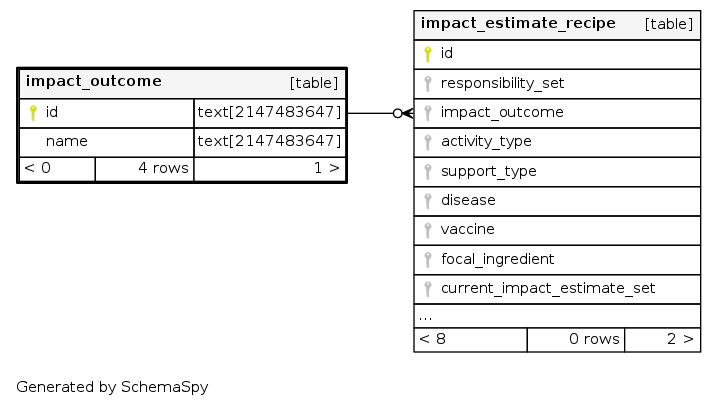 impact_outcome [table]
id text[2147483647]
name text[2147483647]
< 0 4 rows 1 >
impact_estimate_recipe [table]
id
responsibility_set
impact_outcome
activity_type
support_type
disease
vaccine
focal_ingredient
current_impact_estimate_set
...
< 8 0 rows 2 >
Generated by SchemaSpy